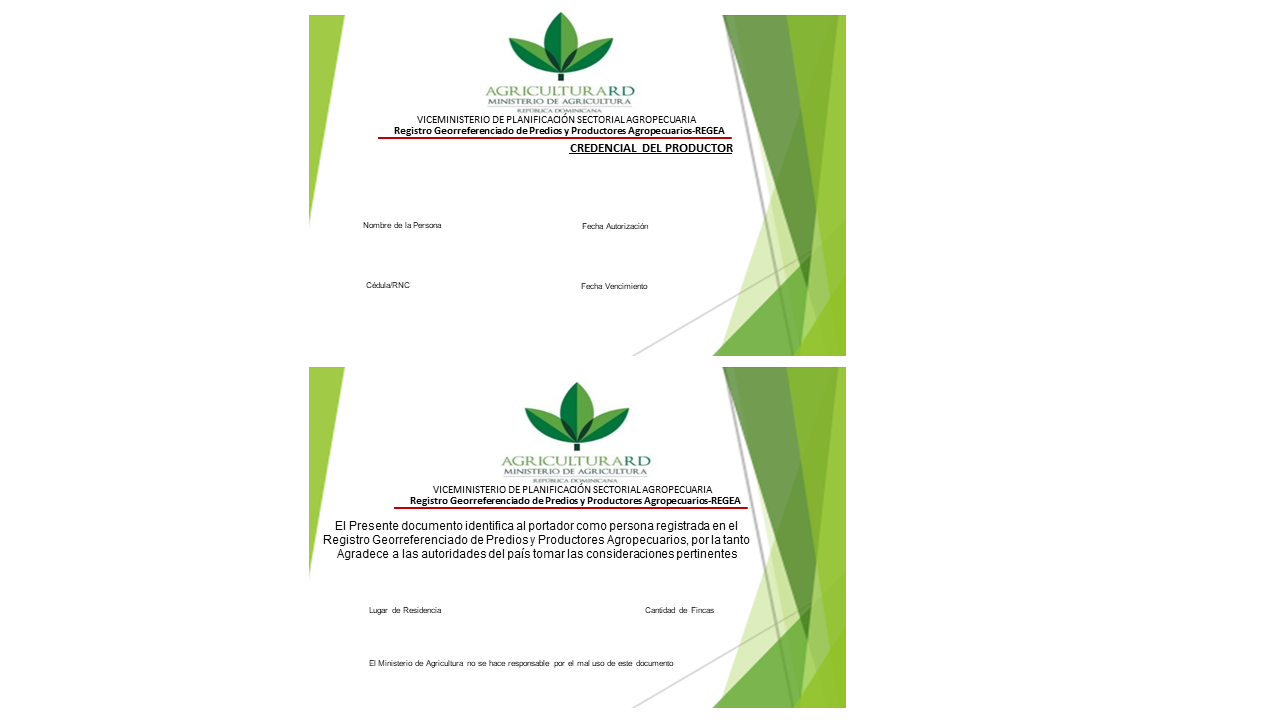 AGRICULTURARD
MINISTERIO DE AGRICULTURA
REPÚBLICA DOMINICANA
VICEMINISTERIO DE PLANIFICACIÓN SECTORIAL AGROPECUARIA
Registro Georreferenciado de Predios y Productores Agropecuarios-REGEA
CREDENCIAL DEL PRODUCTOR
Nombre de la Persona
Fecha Autorización
Cédula/RNC
Fecha Vencimiento
AGRICULTURARD
MINISTERIO DE AGRICULTURA
REPÚBLICA DOMINICANA
VICEMINISTERIO DE PLANIFICACIÓN SECTORIAL AGROPECUARIA
Registro Georreferenciado de Predios y Productores Agropecuarios-REGEA
El Presente documento identifica al portador como persona registrada en el
Registro Georreferenciado de Predios y Productores Agropecuarios, por la tanto
Agradece a las autoridades del país tomar las consideraciones pertinentes
Lugar de Residencia
Cantidad de Fincas
El Ministerio de Agricultura no se hace responsable por el mal uso de este documento